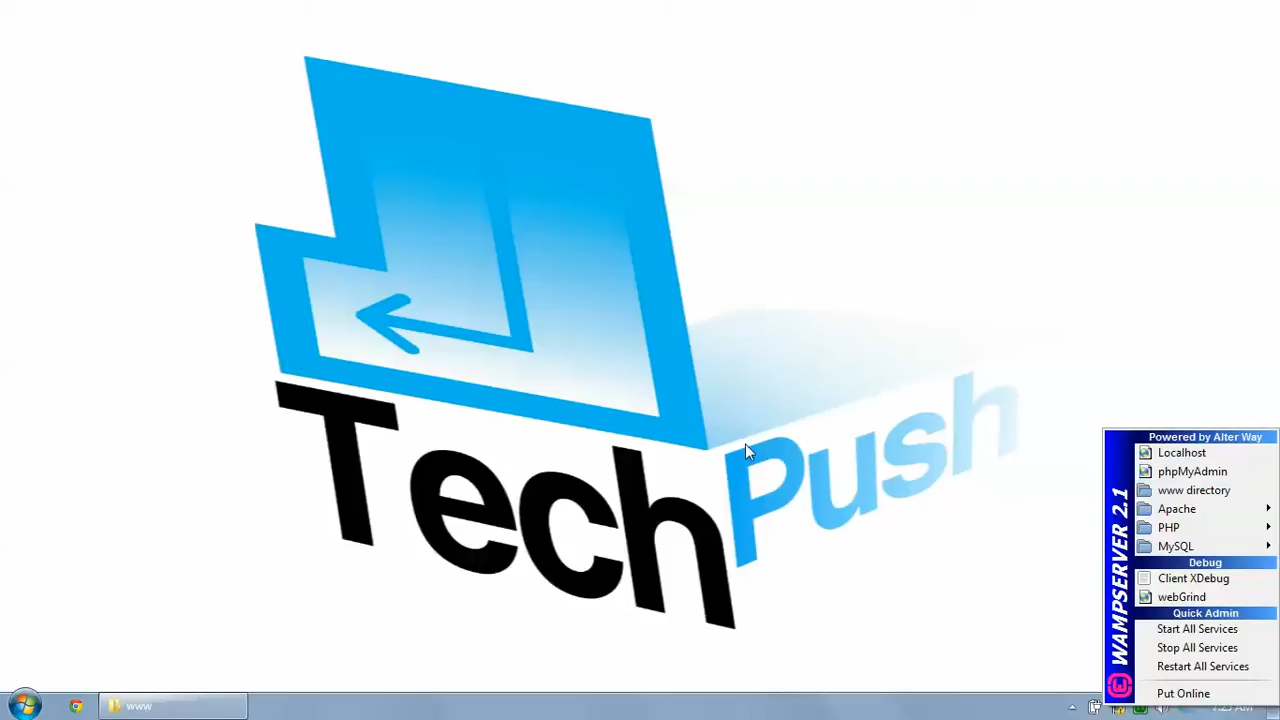 Tech
Push
WAMPSERVER 2.1
Powered by Alter Way
Localhost
phpMyAdmin
www directory
Apache
PHP
MySQL
Debug
Client XDebug
webGrind
Quick Admin
Start All Services
Stop All Services
Restart All Services
Put Online
www